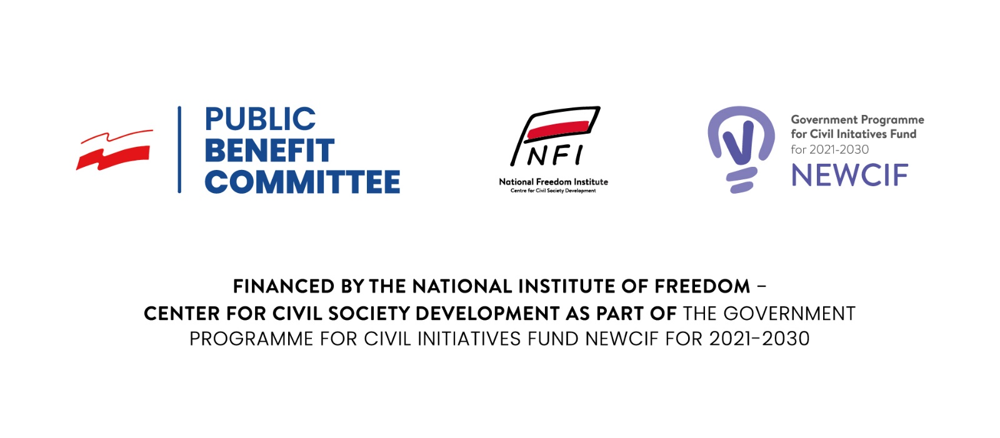 PUBLIC
BENEFIT
COMMITTEE
NFI
National Freedom Institute
Centre for Civil Society Development
Government Programme
for Civil Initatives Fund
for 2021-2030
NEWCIF
FINANCED BY THE NATIONAL INSTITUTE OF FREEDOM –
CENTER FOR CIVIL SOCIETY DEVELOPMENT AS PART OF THE GOVERNMENT
PROGRAMME FOR CIVIL INITIATIVES FUND NEWCIF FOR 2021–2030